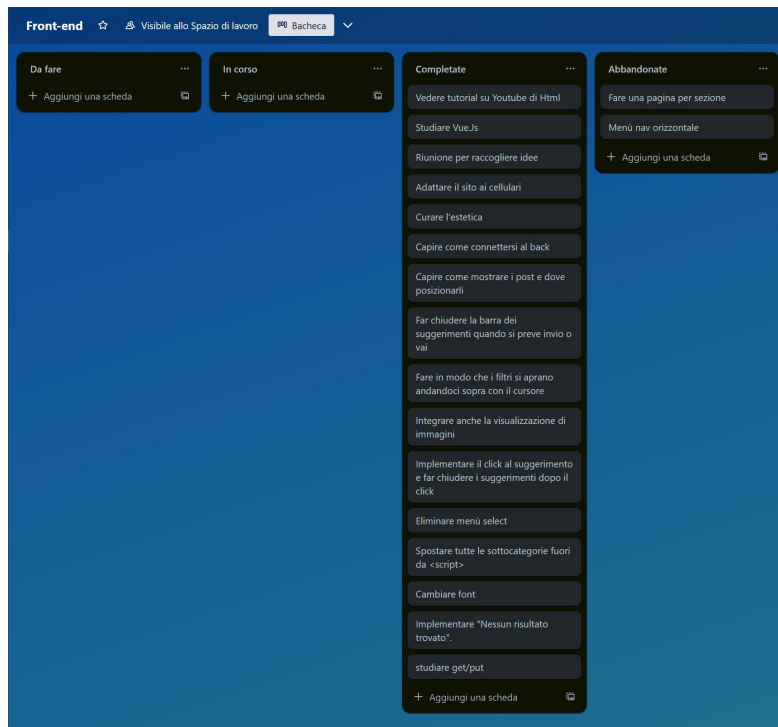 Front-end
Visibile allo Spazio di lavoro
Bacheca
Da fare
+ Aggiungi una scheda
In corso
+ Aggiungi una scheda
Completate
Vedere tutorial su Youtube di Html
Studiare VueJs
Riunione per raccogliere idee
Adattare il sito ai cellulari
Curare l'estetica
Capire come connettersi al back
Capire come mostrare i post e dove
posizionarli
Far chiudere la barra dei
suggerimenti quando si preve invio o
vai
Fare in modo che i filtri si aprano
andandoci sopra con il cursore
Integrare anche la visualizzazione di
immagini
Implementare il click al suggerimento
e far chiudere i suggerimenti dopo il
click
Eliminare menù select
Spostare tutte le sottocategorie fuori
da <script>
Cambiare font
Implementare "Nessun risultato
trovato".
studiare get/put
+ Aggiungi una scheda
Abbandonate
Fare una pagina per sezione
Menù nav orizzontale
+ Aggiungi una scheda